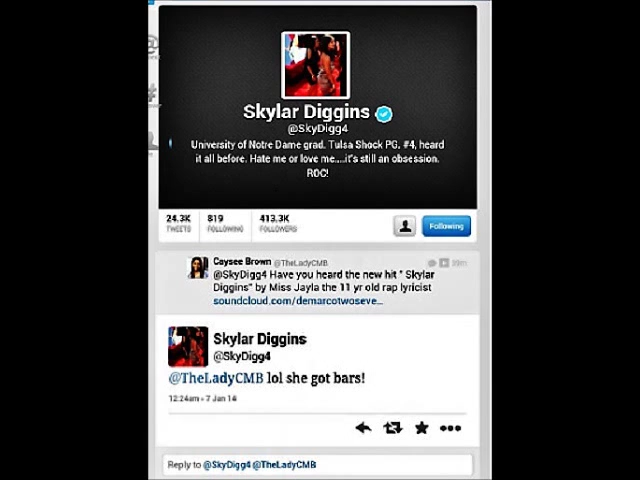 Skylar Diggins
@SkyDigg4
University of Notre Dame grad. Tulsa Shock PG. #4, heard
it all before. Hate me or love me....it's still an obsession.
ROC!
24.3K 819 413.3K
TWEETS FOLLOWING FOLLOWERS
Following
Caysee Brown @TheLadyCMB
@SkyDigg4 Have you heard the new hit " Skylar
Diggins" by Miss Jayla the 11 yr old rap lyricist
soundcloud.com/demarcotwoseve...
Skylar Diggins
@SkyDigg4
@TheLadyCMB lol she got bars!
12:24am • 7 Jan 14
Reply to @SkyDigg4 @TheLadyCMB